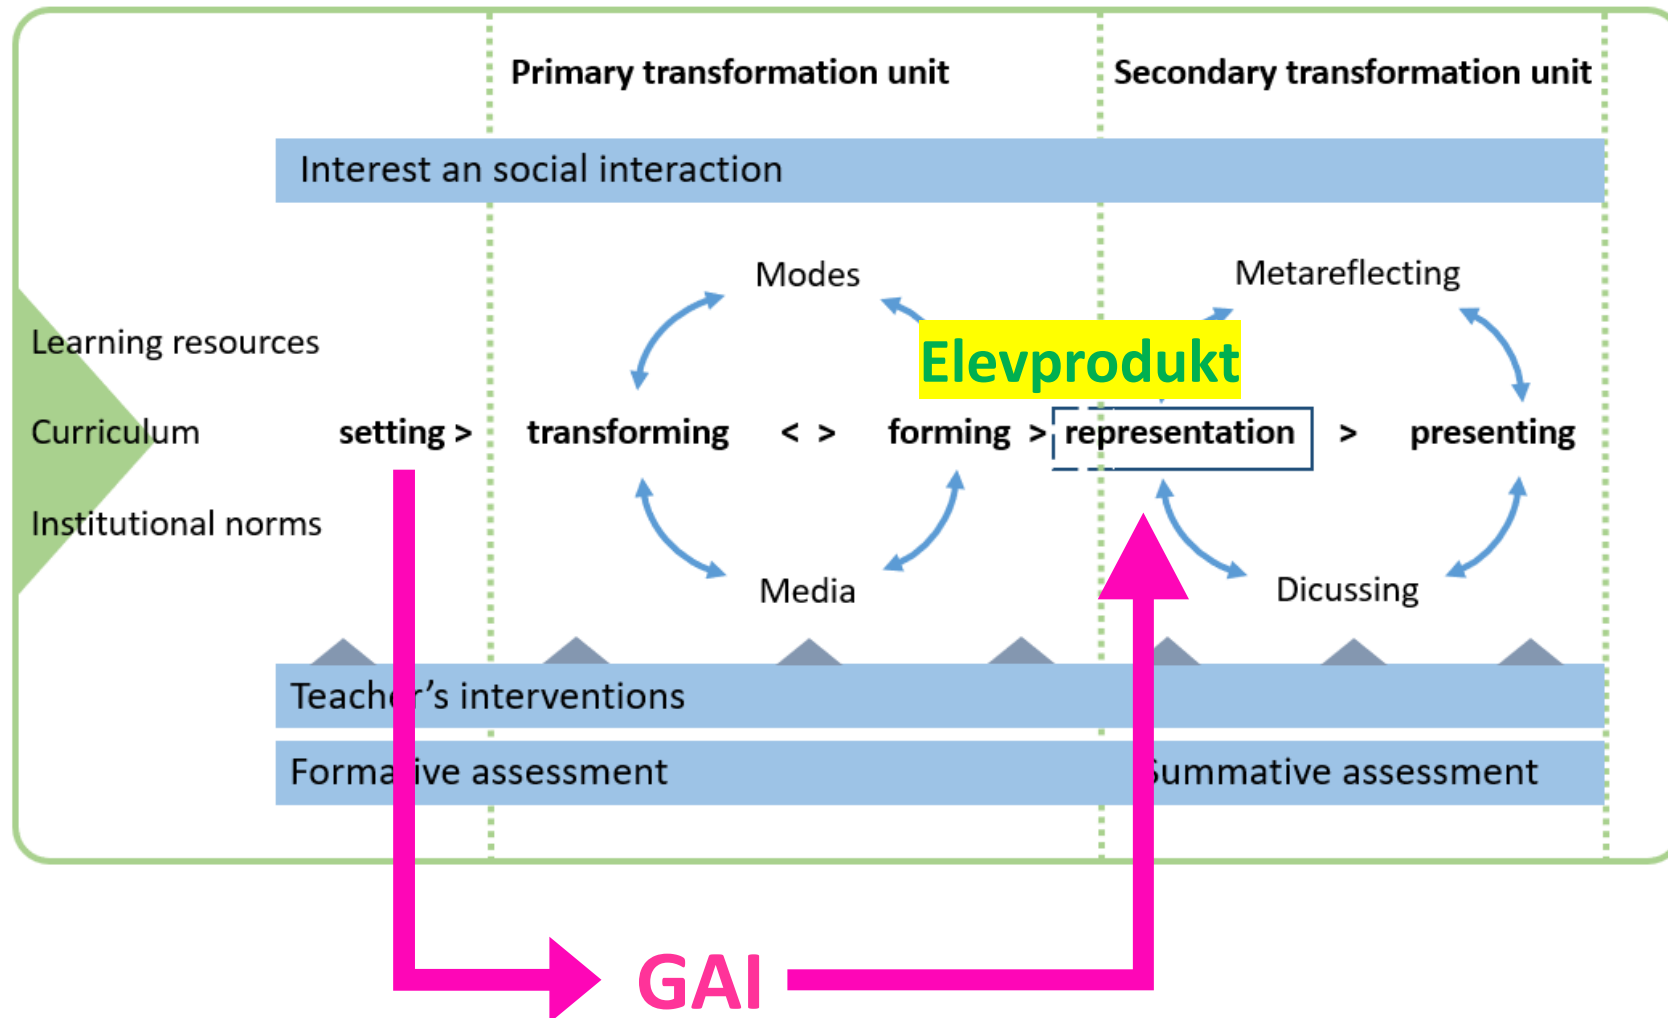 Primary transformation unit
Secondary transformation unit
Interest an social interaction
Modes
Metareflecting
Learning resources
Elevprodukt
Curriculum
setting > transforming < > forming > representation > presenting
Institutional norms
Media
Dicussing
Teacher's interventions
Formative assessment
Summative assessment
GAI